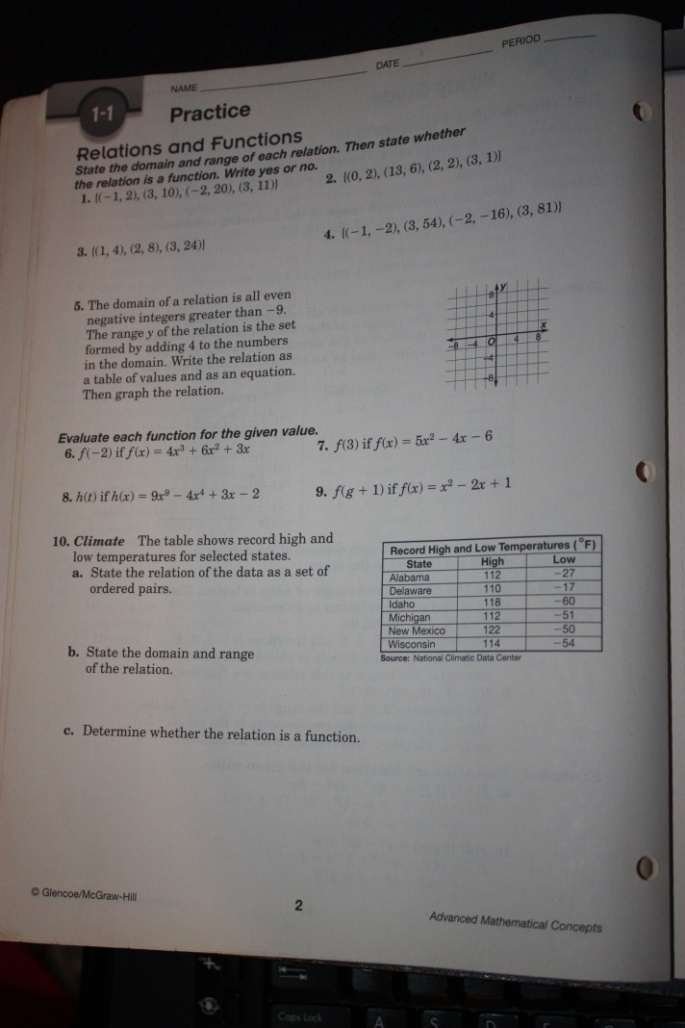 NAME DATE PERIOD
1-1
Practice
Relations and Functions
State the domain and range of each relation. Then state whether
the relation is a function. Write yes or no.
1. {(−1, 2), (3, 10), (−2, 20), (3, 11)}
2. {(0, 2), (13, 6), (2, 2), (3, 1)}
3. {(1, 4), (2, 8), (3, 24)}
4. {(−1, −2), (3, 54), (−2, −16), (3, 81)}
5. The domain of a relation is all even
negative integers greater than −9.
The range y of the relation is the set
formed by adding 4 to the numbers
in the domain. Write the relation as
a table of values and as an equation.
Then graph the relation.
y
8
4
x
−8 −4 O 4 8
−4
−8
Evaluate each function for the given value.
6. f(−2) if f(x) = 4x³ + 6x² + 3x
7. f(3) if f(x) = 5x² − 4x − 6
8. h(t) if h(x) = 9x⁹ − 4x⁴ + 3x − 2
9. f(g + 1) if f(x) = x² − 2x + 1
10. Climate The table shows record high and
low temperatures for selected states.
a. State the relation of the data as a set of
ordered pairs.
Record High and Low Temperatures (°F)
State High Low
Alabama 112 −27
Delaware 110 −17
Idaho 118 −60
Michigan 112 −51
New Mexico 122 −50
Wisconsin 114 −54
Source: National Climatic Data Center
b. State the domain and range
of the relation.
c. Determine whether the relation is a function.
© Glencoe/McGraw-Hill
2
Advanced Mathematical Concepts
Caps Lock
A
S
D